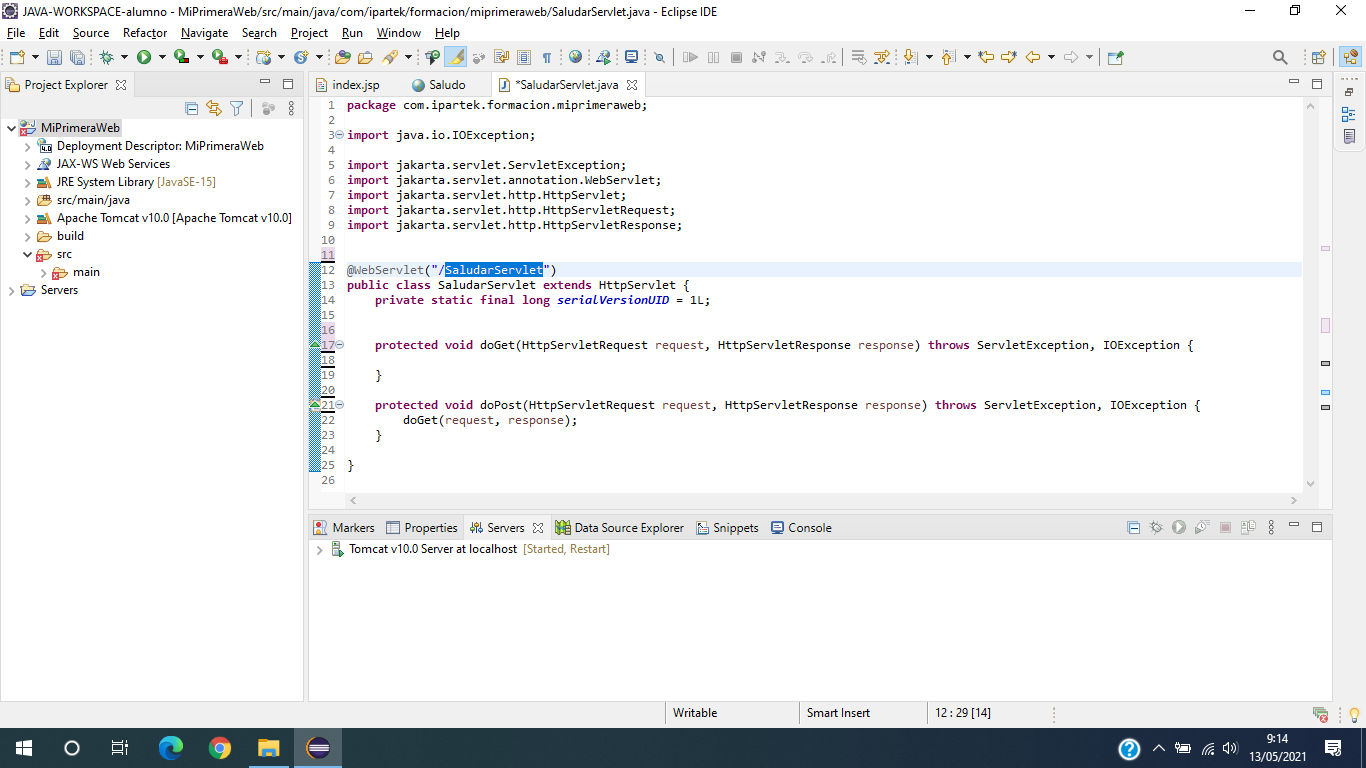 JAVA-WORKSPACE-alumno - MiPrimeraWeb/src/main/java/com/ipartek/formacion/miprimeraweb/SaludarServlet.java - Eclipse IDE
File Edit Source Refactor Navigate Search Project Run Window Help
Project Explorer
MiPrimeraWeb
4.0 Deployment Descriptor: MiPrimeraWeb
JAX-WS Web Services
JRE System Library [JavaSE-15]
src/main/java
Apache Tomcat v10.0 [Apache Tomcat v10.0]
build
src
main
Servers
index.jsp Saludo *SaludarServlet.java
1 package com.ipartek.formacion.miprimeraweb;
2
3 import java.io.IOException;
4
5 import jakarta.servlet.ServletException;
6 import jakarta.servlet.annotation.WebServlet;
7 import jakarta.servlet.http.HttpServlet;
8 import jakarta.servlet.http.HttpServletRequest;
9 import jakarta.servlet.http.HttpServletResponse;
10
11
12 @WebServlet("/SaludarServlet")
13 public class SaludarServlet extends HttpServlet {
14 private static final long serialVersionUID = 1L;
15
16
17 protected void doGet(HttpServletRequest request, HttpServletResponse response) throws ServletException, IOException {
18
19 }
20
21 protected void doPost(HttpServletRequest request, HttpServletResponse response) throws ServletException, IOException {
22 doGet(request, response);
23 }
24
25 }
26
Markers Properties Servers Data Source Explorer Snippets Console
Tomcat v10.0 Server at localhost [Started, Restart]
Writable Smart Insert 12 : 29 [14]
9:14
13/05/2021